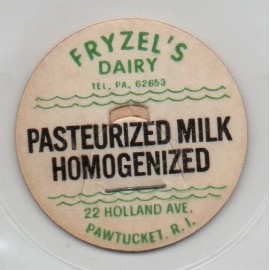 FRYZEL'S
DAIRY
TEL. PA. 62653
PASTEURIZED MILK
HOMOGENIZED
22 HOLLAND AVE.
PAWTUCKET, R. I.